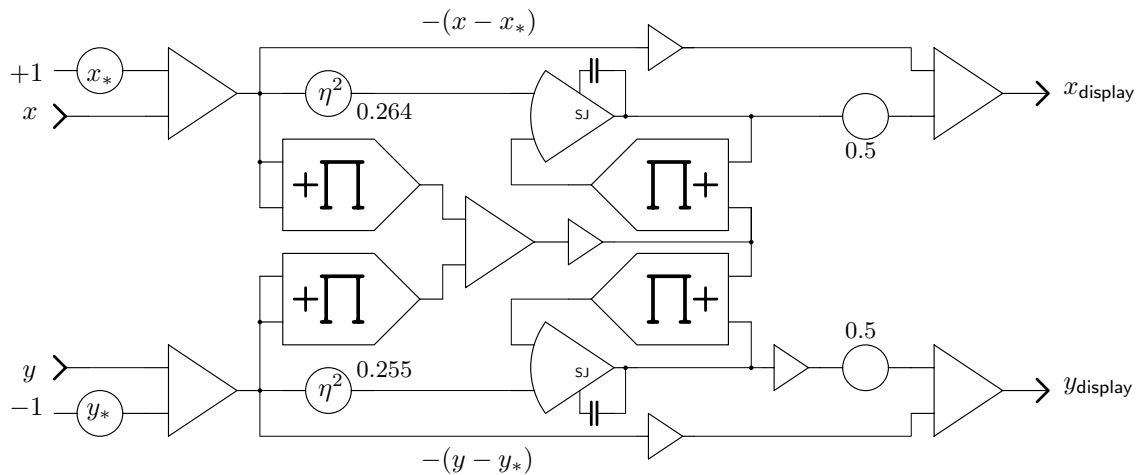 −(x − x∗)
+1 x∗
x
η² 0.264
SJ
0.5
x_display
+∏
∏+
+∏
∏+
0.5
y
η² 0.255
SJ
y_display
−1 y∗
−(y − y∗)